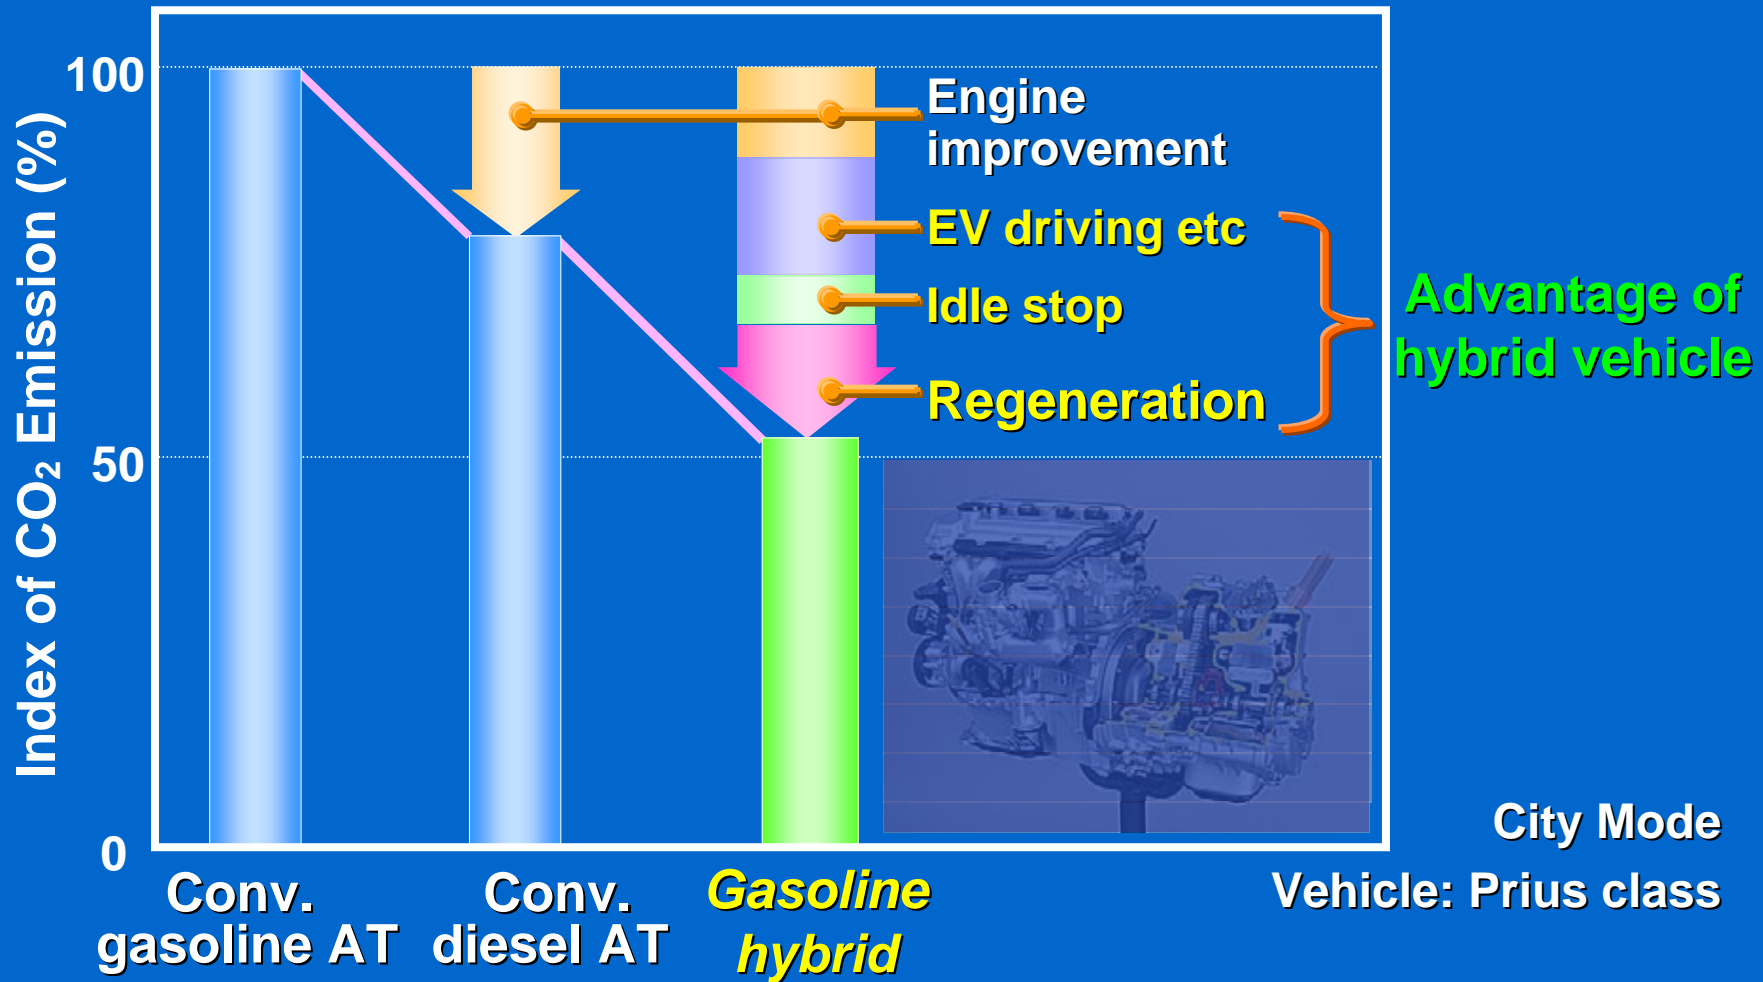 Index of CO₂ Emission (%)
100
50
0
Engine
improvement
EV driving etc
Idle stop
Regeneration
Advantage of
hybrid vehicle
City Mode
Vehicle: Prius class
Conv.
gasoline AT
Conv.
diesel AT
Gasoline
hybrid